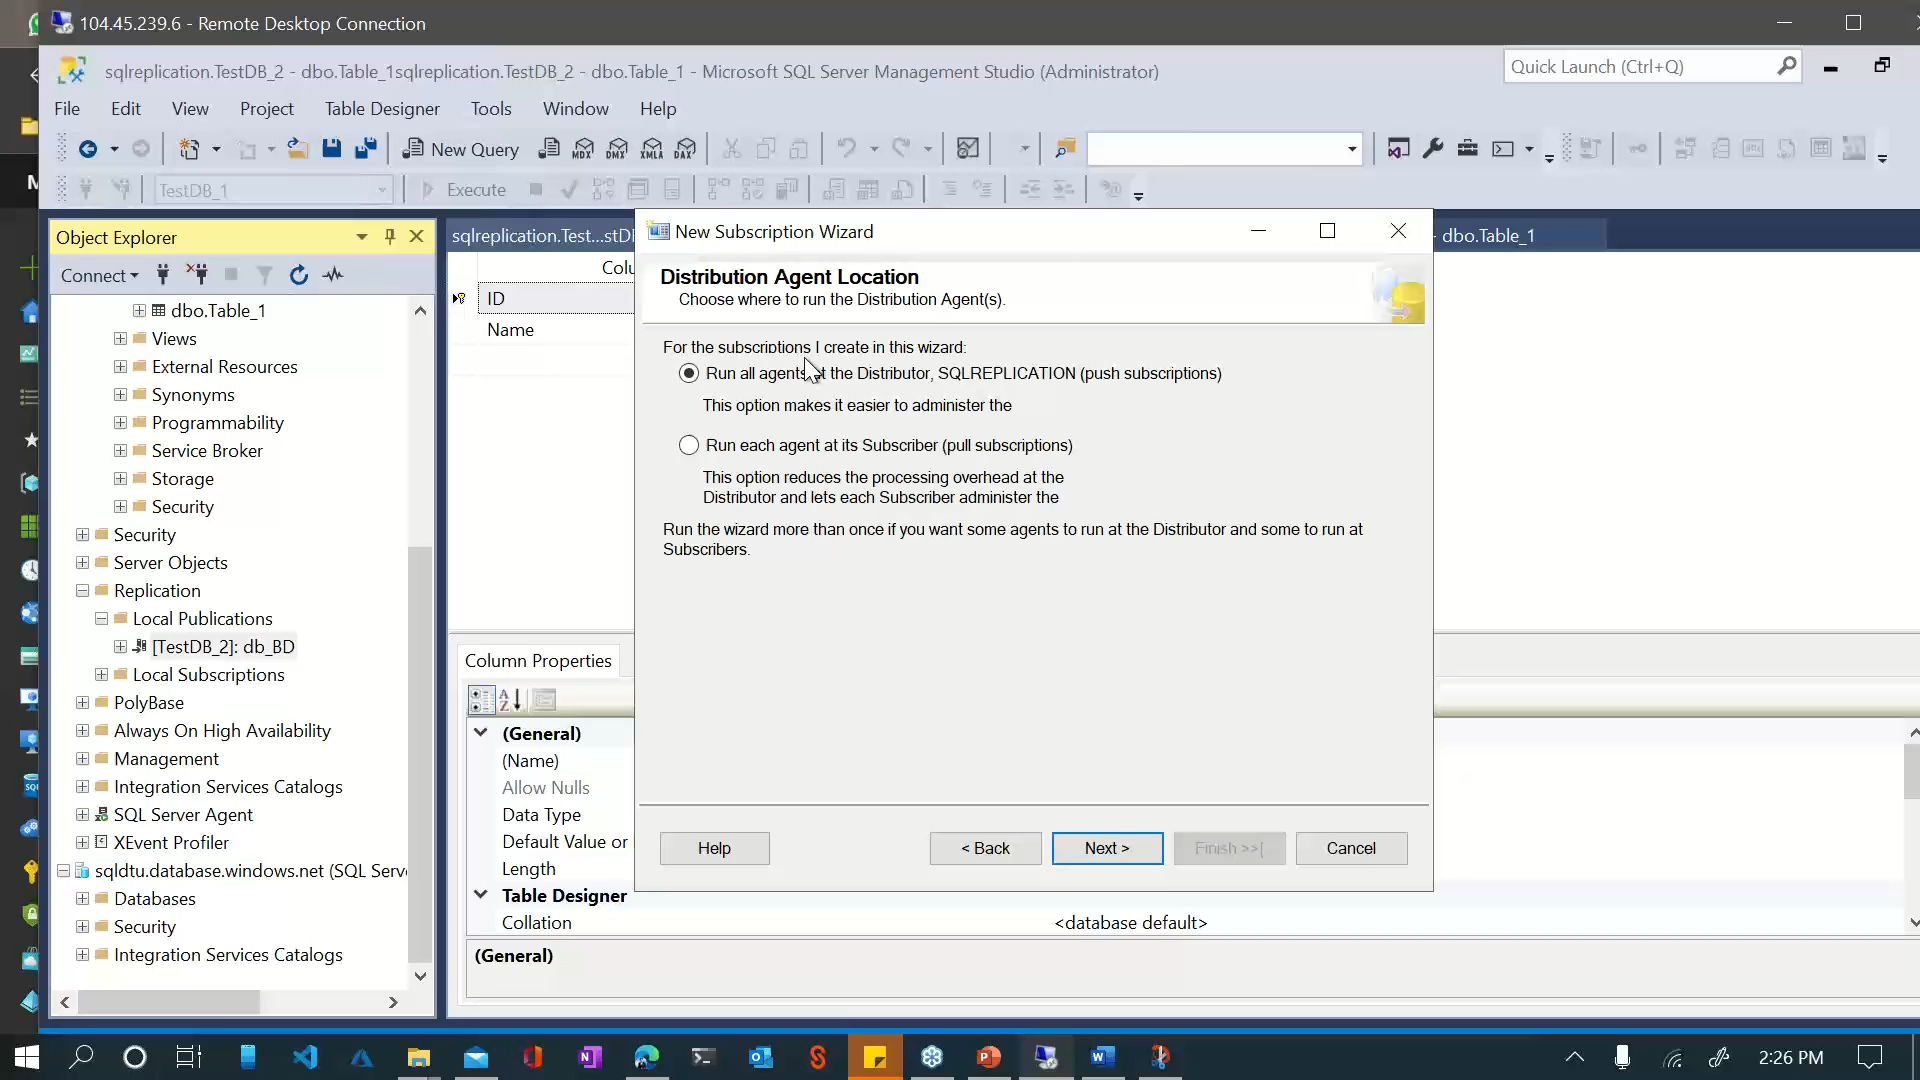 104.45.239.6 - Remote Desktop Connection
sqlreplication.TestDB_2 - dbo.Table_1sqlreplication.TestDB_2 - dbo.Table_1 - Microsoft SQL Server Management Studio (Administrator)
Quick Launch (Ctrl+Q)
File Edit View Project Table Designer Tools Window Help
New Query MDX DMX XMLA DAX
TestDB_1 Execute
Object Explorer
Connect
dbo.Table_1
Views
External Resources
Synonyms
Programmability
Service Broker
Storage
Security
Security
Server Objects
Replication
Local Publications
[TestDB_2]: db_BD
Local Subscriptions
PolyBase
Always On High Availability
Management
Integration Services Catalogs
SQL Server Agent
XEvent Profiler
sqldtu.database.windows.net (SQL Serv
Databases
Security
Integration Services Catalogs
sqlreplication.Test...stD
- dbo.Table_1
Colu
ID
Name
New Subscription Wizard
Distribution Agent Location
Choose where to run the Distribution Agent(s).
For the subscriptions I create in this wizard:
Run all agents at the Distributor, SQLREPLICATION (push subscriptions)
This option makes it easier to administer the
Run each agent at its Subscriber (pull subscriptions)
This option reduces the processing overhead at the
Distributor and lets each Subscriber administer the
Run the wizard more than once if you want some agents to run at the Distributor and some to run at
Subscribers.
Help < Back Next > Finish >>| Cancel
Column Properties
(General)
(Name)
Allow Nulls
Data Type
Default Value or
Length
Table Designer
Collation <database default>
(General)
2:26 PM